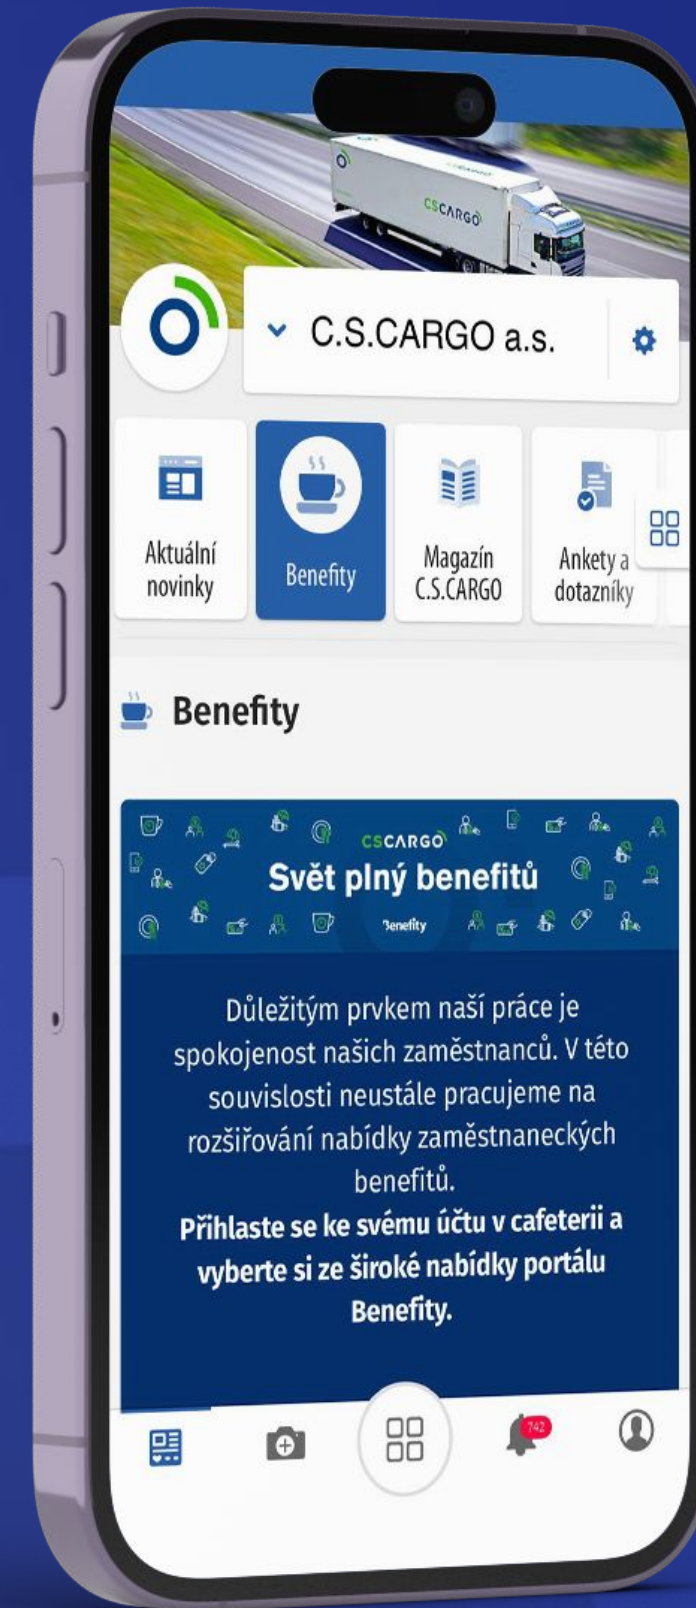 CSCARGO
C.S.CARGO a.s.
Aktuální
novinky
Benefity
Magazín
C.S.CARGO
Ankety a
dotazníky
Benefity
CSCARGO
Svět plný benefitů
Benefity
Důležitým prvkem naší práce je
spokojenost našich zaměstnanců. V této
souvislosti neustále pracujeme na
rozšiřování nabídky zaměstnaneckých
benefitů.
Přihlaste se ke svému účtu v cafeterii a
vyberte si ze široké nabídky portálu
Benefity.
742